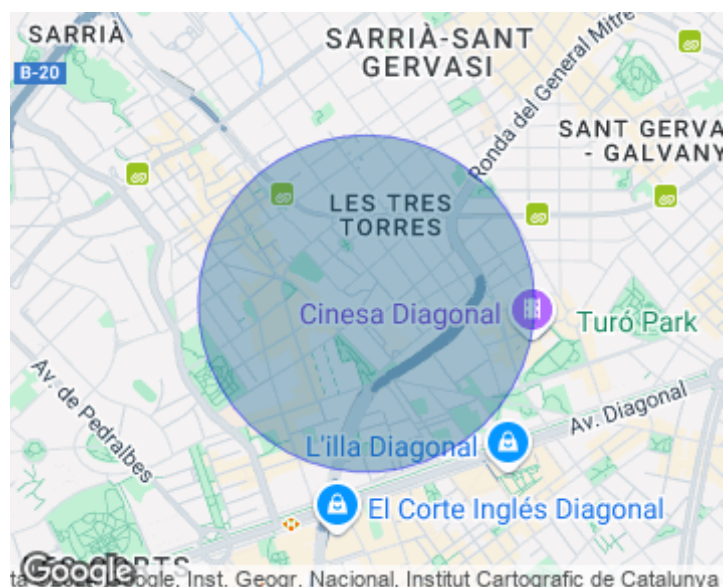 SARRIÀ
SARRIÀ-SANT
GERVASI
B-20
Ronda del General Mitre
SANT GERVA
- GALVANY
LES TRES
TORRES
Cinesa Diagonal
Turó Park
Av. de Pedralbes
Av. Diagonal
L'illa Diagonal
El Corte Inglés Diagonal
Google
Inst. Geogr. Nacional, Institut Cartografic de Catalunya